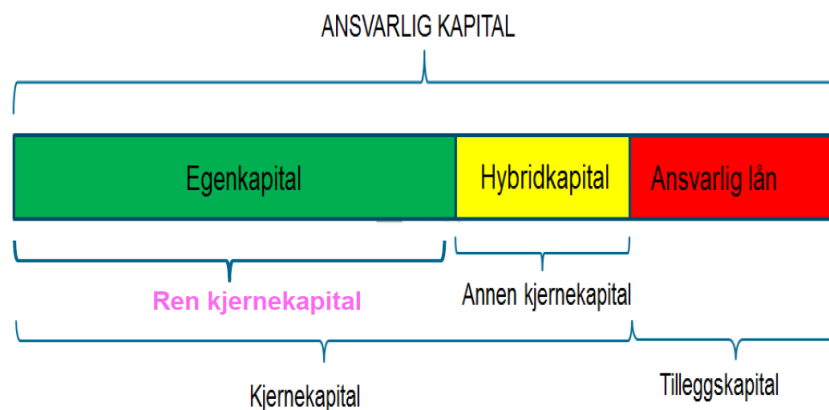 ANSVARLIG KAPITAL
Egenkapital
Hybridkapital
Ansvarlig lån
Ren kjernekapital
Annen kjernekapital
Kjernekapital
Tilleggskapital